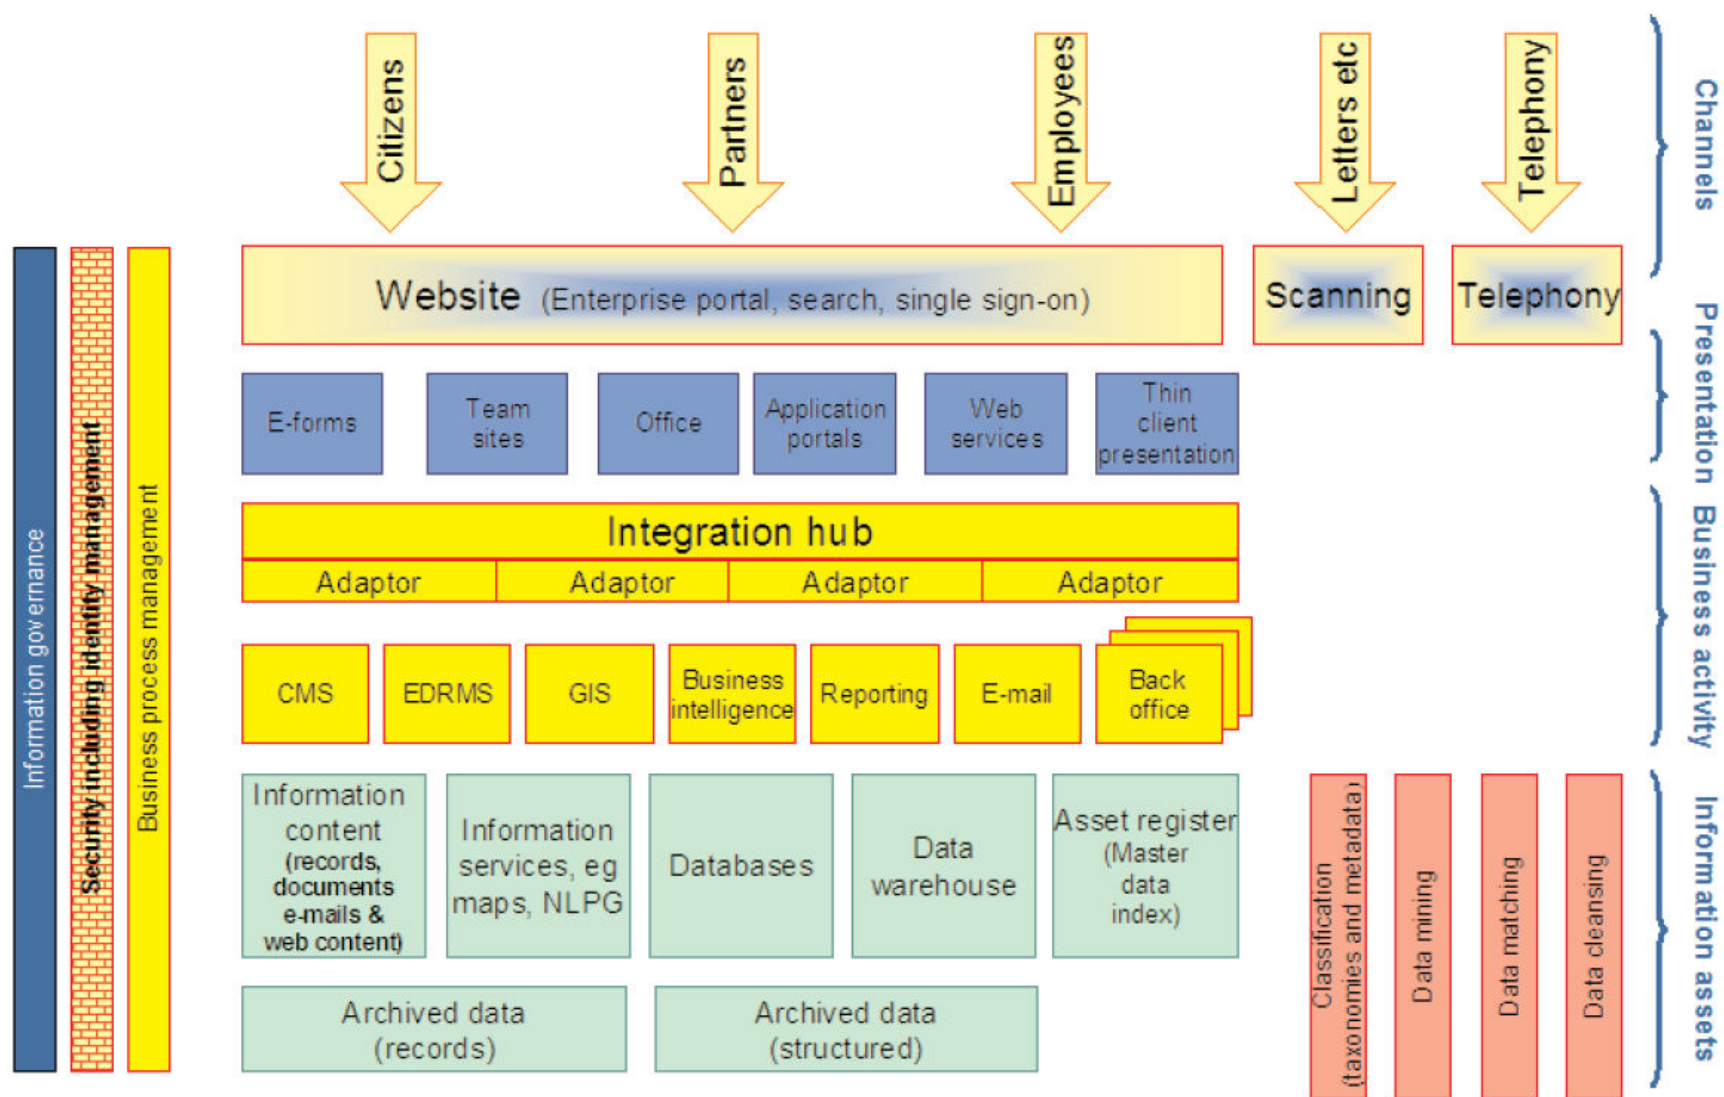 Citizens
Partners
Employees
Letters etc
Telephony
Channels
Website (Enterprise portal, search, single sign-on)
Scanning
Telephony
Presentation
E-forms
Team
sites
Office
Application
portals
Web
services
Thin
client
presentation
Integration hub
Adaptor
Adaptor
Adaptor
Adaptor
Business activity
CMS
EDRMS
GIS
Business
intelligence
Reporting
E-mail
Back
office
Information
content
(records,
documents
e-mails &
web content)
Information
services, eg
maps, NLPG
Databases
Data
warehouse
Asset register
(Master
data
index)
Archived data
(records)
Archived data
(structured)
Classification
(taxonomies and metadata)
Data mining
Data matching
Data cleansing
Information assets
Information governance
Security including identity management
Business process management